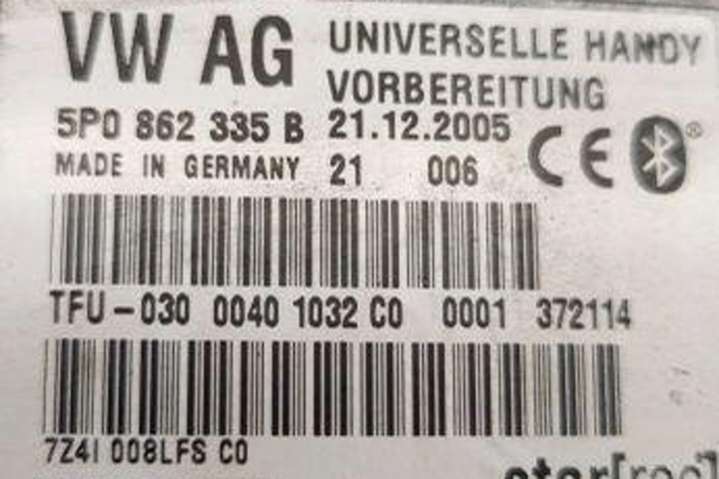 VW AG UNIVERSELLE HANDY
VORBEREITUNG
5P0 862 335 B 21.12.2005 CE ®
MADE IN GERMANY 21 006
TFU-030 0040 1032 C0 0001 372114
7Z4I 008LFS C0